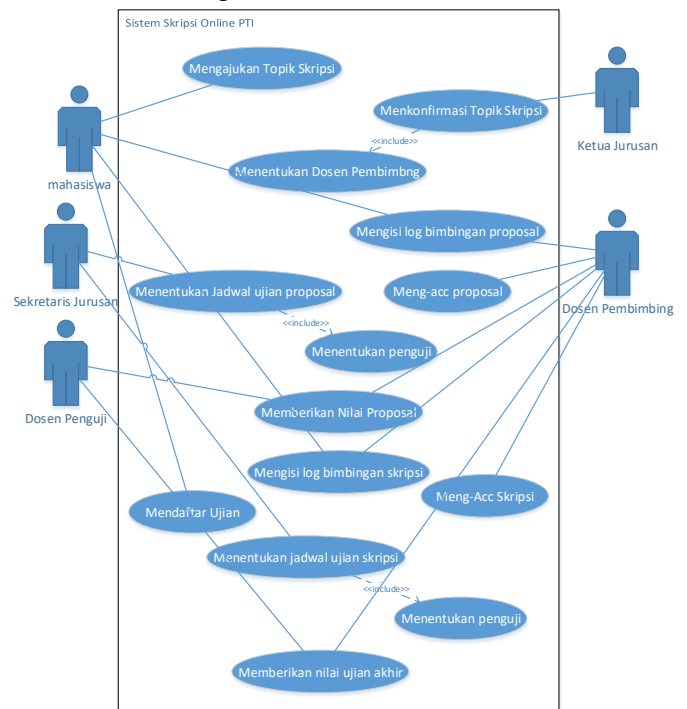 Sistem Skripsi Online PTI
Mengajukan Topik Skripsi
Menkonfirmasi Topik Skripsi
<<include>>
Ketua Jurusan
Menentukan Dosen Pembimbng
mahasiswa
Mengisi log bimbingan proposal
Menentukan Jadwal ujian proposal
Meng-acc proposal
Sekretaris Jurusan
Dosen Pembimbing
<<include>>
Menentukan penguji
Memberikan Nilai Proposal
Dosen Penguji
Mengisi log bimbingan skripsi
Meng-Acc Skripsi
Mendaftar Ujian
Menentukan jadwal ujian skripsi
<<include>>
Menentukan penguji
Memberikan nilai ujian akhir